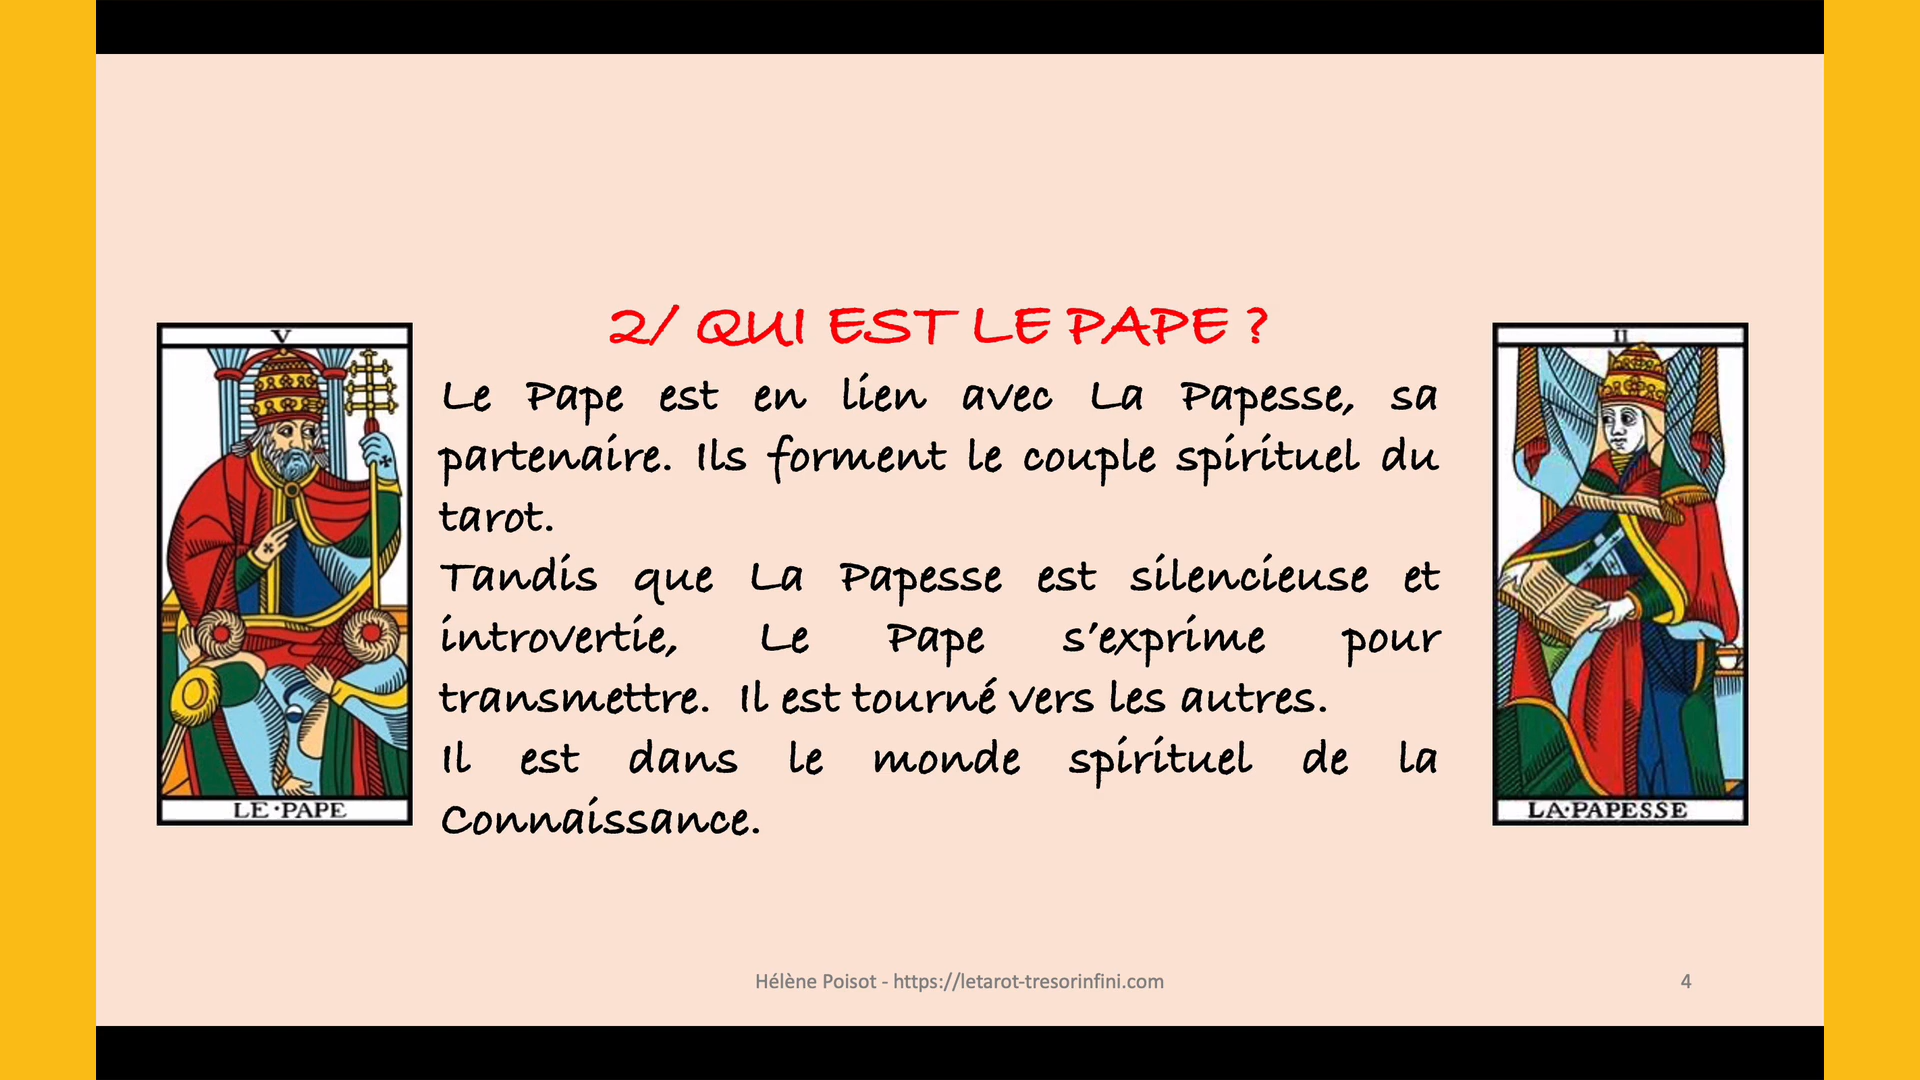 2/ QUI EST LE PAPE ?
V
II
Le Pape est en lien avec La Papesse, sa
partenaire. Ils forment le couple spirituel du
tarot.
Tandis que La Papesse est silencieuse et
introvertie, Le Pape s'exprime pour
transmettre. Il est tourné vers les autres.
Il est dans le monde spirituel de la
Connaissance.
LE·PAPE
LA·PAPESSE
Hélène Poisot - https://letarot-tresorinfini.com
4